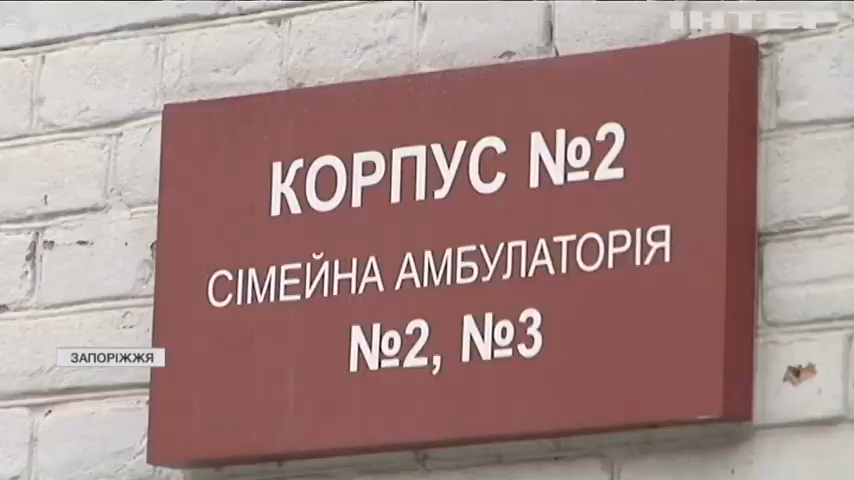 ІНТЕР
КОРПУС №2
СІМЕЙНА АМБУЛАТОРІЯ
№2, №3
ЗАПОРІЖЖЯ